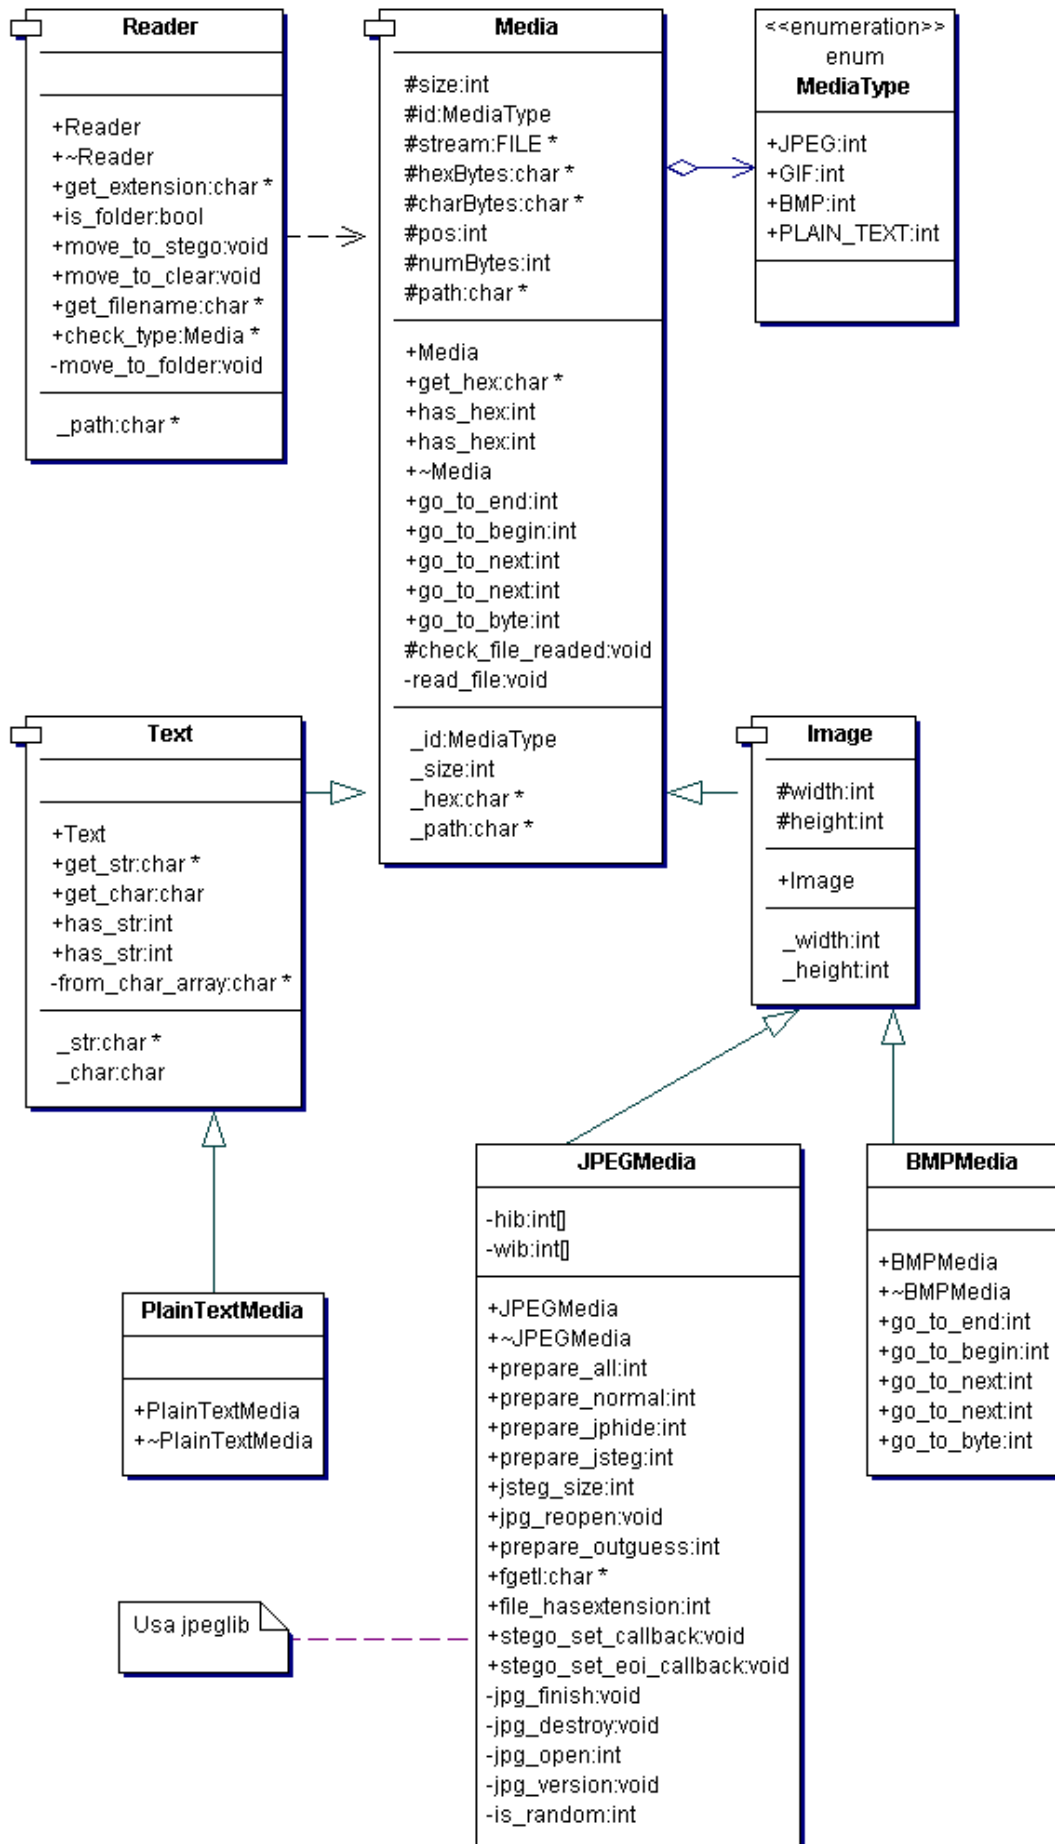 Reader
+Reader
+~Reader
+get_extension:char *
+is_folder:bool
+move_to_stego:void
+move_to_clear:void
+get_filename:char *
+check_type:Media *
-move_to_folder:void
_path:char *
Media
#size:int
#id:MediaType
#stream:FILE *
#hexBytes:char *
#charBytes:char *
#pos:int
#numBytes:int
#path:char *
+Media
+get_hex:char *
+has_hex:int
+has_hex:int
+~Media
+go_to_end:int
+go_to_begin:int
+go_to_next:int
+go_to_next:int
+go_to_byte:int
#check_file_readed:void
-read_file:void
_id:MediaType
_size:int
_hex:char *
_path:char *
<<enumeration>>
enum
MediaType
+JPEG:int
+GIF:int
+BMP:int
+PLAIN_TEXT:int
Text
+Text
+get_str:char *
+get_char:char
+has_str:int
+has_str:int
-from_char_array:char *
_str:char *
_char:char
Image
#width:int
#height:int
+Image
_width:int
_height:int
PlainTextMedia
+PlainTextMedia
+~PlainTextMedia
JPEGMedia
-hib:int[]
-wib:int[]
+JPEGMedia
+~JPEGMedia
+prepare_all:int
+prepare_normal:int
+prepare_jphide:int
+prepare_jsteg:int
+jsteg_size:int
+jpg_reopen:void
+prepare_outguess:int
+fgetl:char *
+file_hasextension:int
+stego_set_callback:void
+stego_set_eoi_callback:void
-jpg_finish:void
-jpg_destroy:void
-jpg_open:int
-jpg_version:void
-is_random:int
BMPMedia
+BMPMedia
+~BMPMedia
+go_to_end:int
+go_to_begin:int
+go_to_next:int
+go_to_next:int
+go_to_byte:int
Usa jpeglib